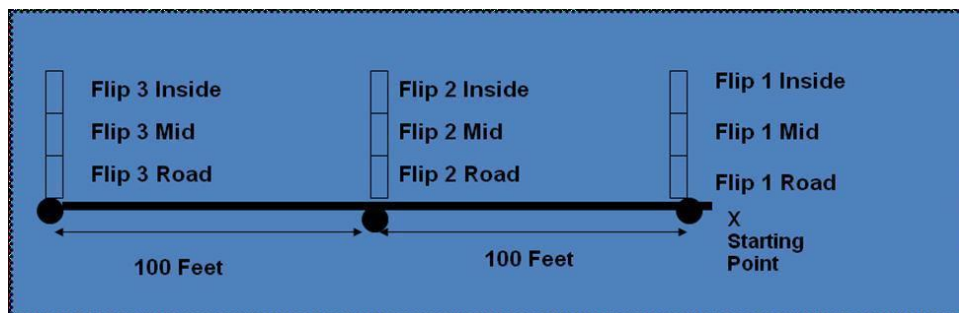 Flip 3 Inside
Flip 2 Inside
Flip 1 Inside
Flip 3 Mid
Flip 2 Mid
Flip 1 Mid
Flip 3 Road
Flip 2 Road
Flip 1 Road
X
Starting
Point
100 Feet
100 Feet